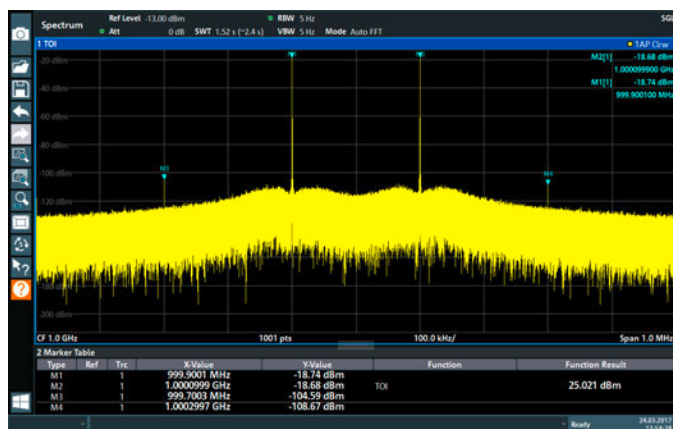 Spectrum
Ref Level -13.00 dBm RBW 5 Hz SGL
Att 0 dB SWT 1.52 s (~2.4 s) VBW 5 Hz Mode Auto FFT
1 TOI 1AP Clrw
M2[1] -18.68 dBm
1.000099900 GHz
M1[1] -18.74 dBm
999.900100 MHz
-20 dBm
-40 dBm
-60 dBm
-80 dBm
-100 dBm
M3
M4
-120 dBm
-180 dBm
-200 dBm
CF 1.0 GHz 1001 pts 100.0 kHz/ Span 1.0 MHz
2 Marker Table
Type Ref Trc X-Value Y-Value Function Function Result
M1 1 999.9001 MHz -18.74 dBm
M2 1 1.0000999 GHz -18.68 dBm TOI 25.021 dBm
M3 1 999.7003 MHz -104.59 dBm
M4 1 1.0002997 GHz -108.67 dBm
Ready 24.03.2017